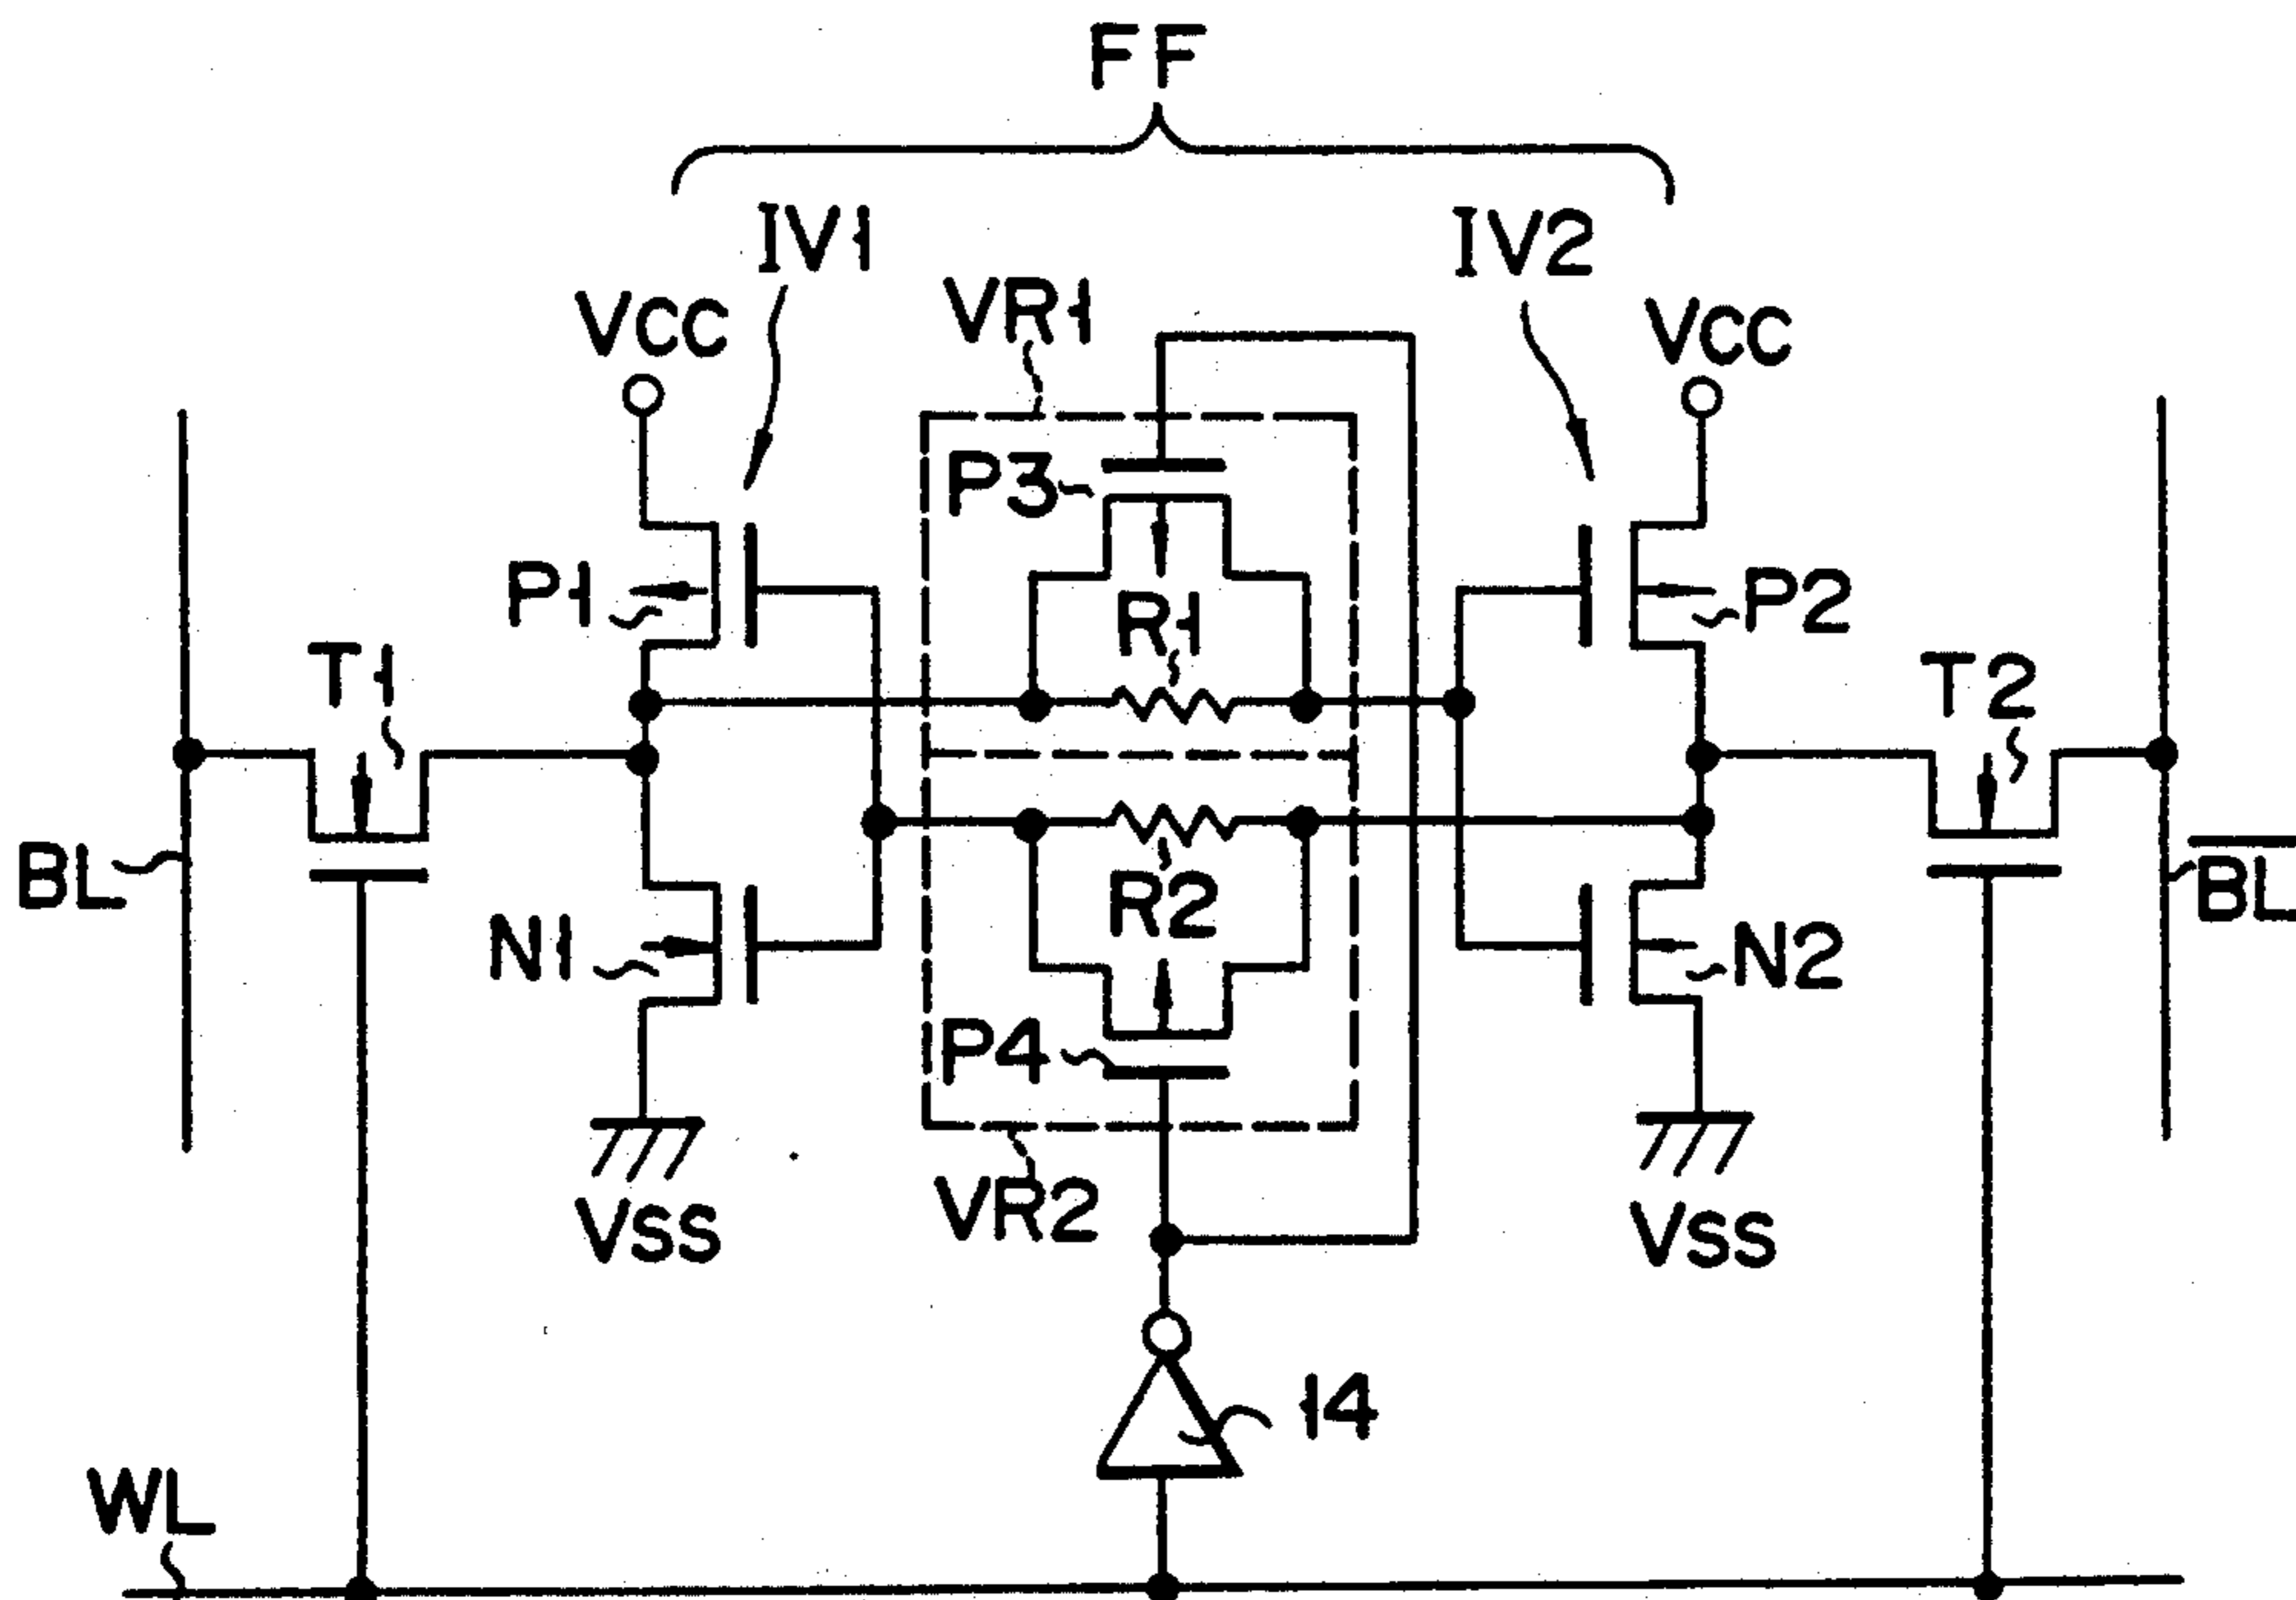 FF
IV1
IV2
VR1
VCC
VCC
P3
P1
R1
P2
T1
T2
BL
R2
B̅L̅
N1
N2
P4
VR2
VSS
VSS
14
WL